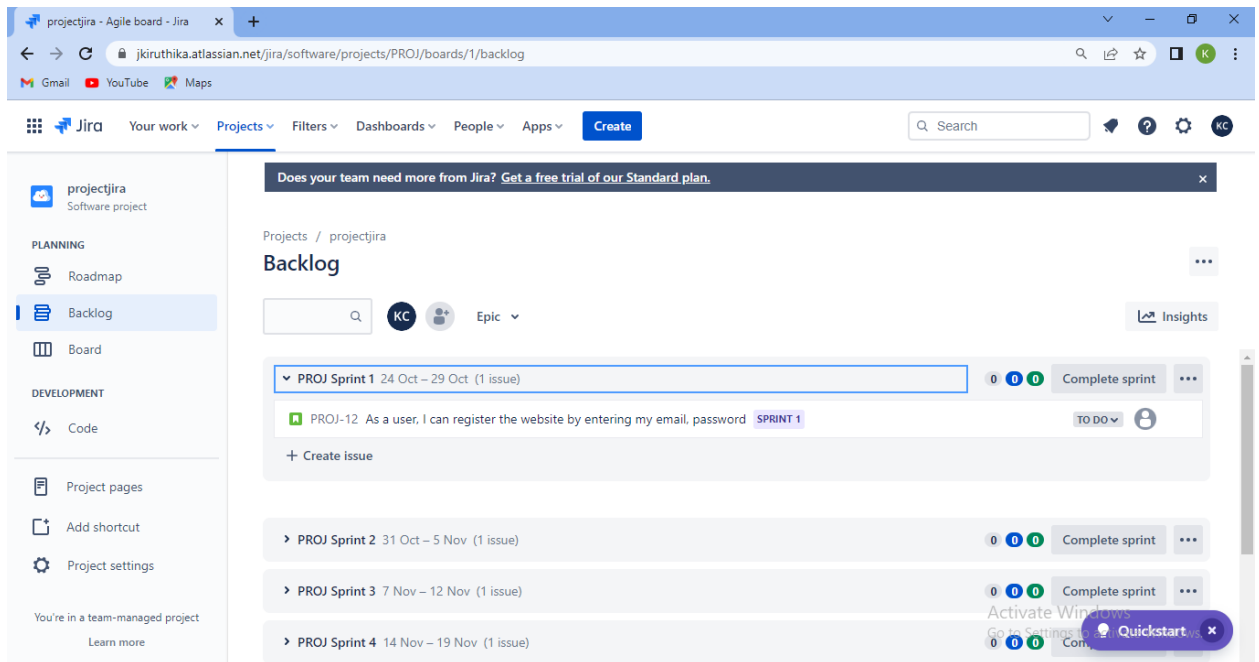 projectjira - Agile board - Jira
jkiruthika.atlassian.net/jira/software/projects/PROJ/boards/1/backlog
K
Gmail YouTube Maps
Jira Your work Projects Filters Dashboards People Apps Create Search KC
projectjira
Software project
PLANNING
Roadmap
Backlog
Board
DEVELOPMENT
Code
Project pages
Add shortcut
Project settings
You're in a team-managed project
Learn more
Does your team need more from Jira? Get a free trial of our Standard plan.
Projects / projectjira
Backlog
KC Epic Insights
PROJ Sprint 1 24 Oct – 29 Oct (1 issue) 0 0 0 Complete sprint
PROJ-12 As a user, I can register the website by entering my email, password SPRINT 1 TO DO
+ Create issue
PROJ Sprint 2 31 Oct – 5 Nov (1 issue) 0 0 0 Complete sprint
PROJ Sprint 3 7 Nov – 12 Nov (1 issue) 0 0 0 Complete sprint
PROJ Sprint 4 14 Nov – 19 Nov (1 issue) 0 0 0 Com
Activate Windows
Go to Settings to
Quickstart